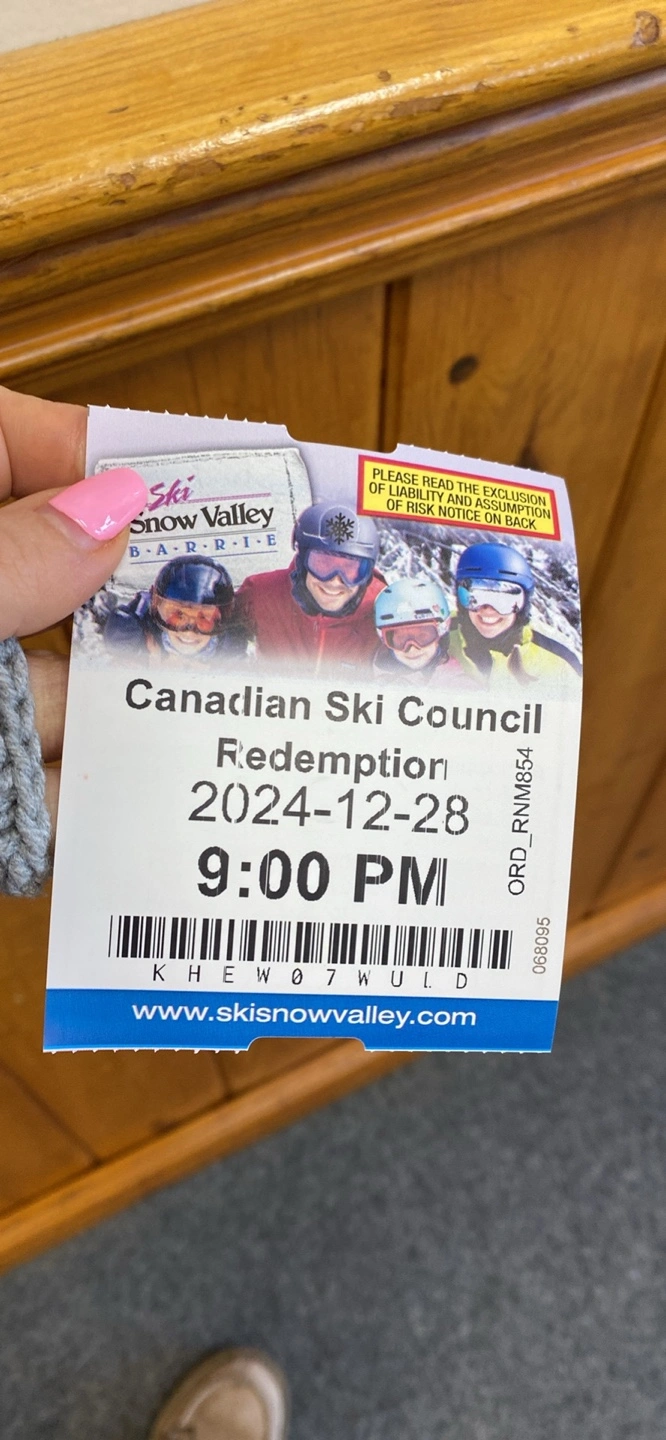 Ski
Snow Valley
B·A·R·R·I·E
PLEASE READ THE EXCLUSION
OF LIABILITY AND ASSUMPTION
OF RISK NOTICE ON BACK
Canadian Ski Council
Redemption
2024-12-28
9:00 PM
ORD_RNM854
068095
KHEW07WULD
www.skisnowvalley.com